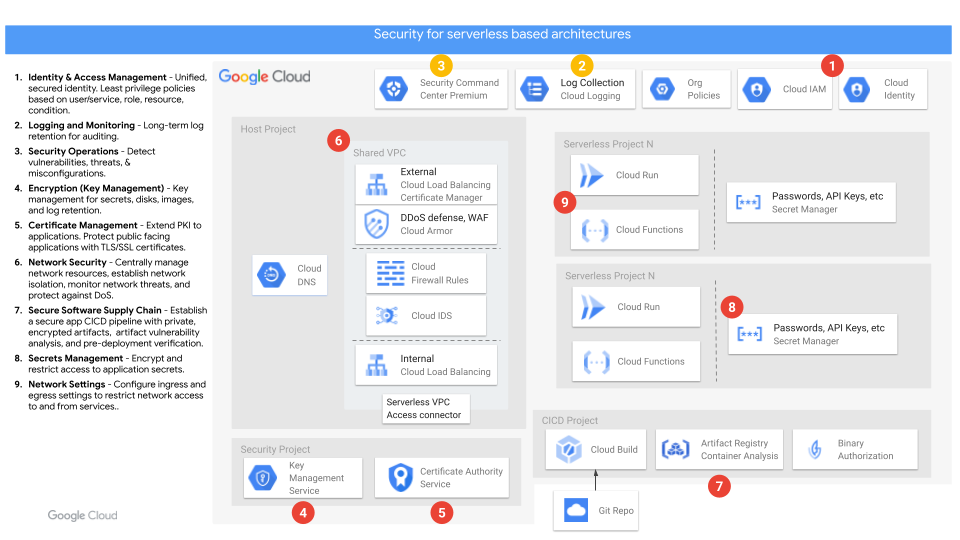 Security for serverless based architectures
1. Identity & Access Management - Unified,
secured identity. Least privilege policies
based on user/service, role, resource,
condition.
2. Logging and Monitoring - Long-term log
retention for auditing.
3. Security Operations - Detect
vulnerabilities, threats, &
misconfigurations.
4. Encryption (Key Management) - Key
management for secrets, disks, images,
and log retention.
5. Certificate Management - Extend PKI to
applications. Protect public facing
applications with TLS/SSL certificates.
6. Network Security - Centrally manage
network resources, establish network
isolation, monitor network threats, and
protect against DoS.
7. Secure Software Supply Chain - Establish
a secure app CICD pipeline with private,
encrypted artifacts, artifact vulnerability
analysis, and pre-deployment verification.
8. Secrets Management - Encrypt and
restrict access to application secrets.
9. Network Settings - Configure ingress and
egress settings to restrict network access
to and from services..
Google Cloud
Google Cloud
3
Security Command
Center Premium
2
Log Collection
Cloud Logging
Org
Policies
1
Cloud IAM
Cloud
Identity
Host Project
6
Shared VPC
External
Cloud Load Balancing
Certificate Manager
DDoS defense, WAF
Cloud Armor
Cloud
DNS
Cloud
Firewall Rules
Cloud IDS
Internal
Cloud Load Balancing
Serverless VPC
Access connector
Serverless Project N
Cloud Run
9
Cloud Functions
Passwords, API Keys, etc
Secret Manager
Serverless Project N
Cloud Run
Cloud Functions
8
Passwords, API Keys, etc
Secret Manager
Security Project
Key
Management
Service
4
Certificate Authority
Service
5
CICD Project
Cloud Build
Artifact Registry
Container Analysis
Binary
Authorization
7
Git Repo